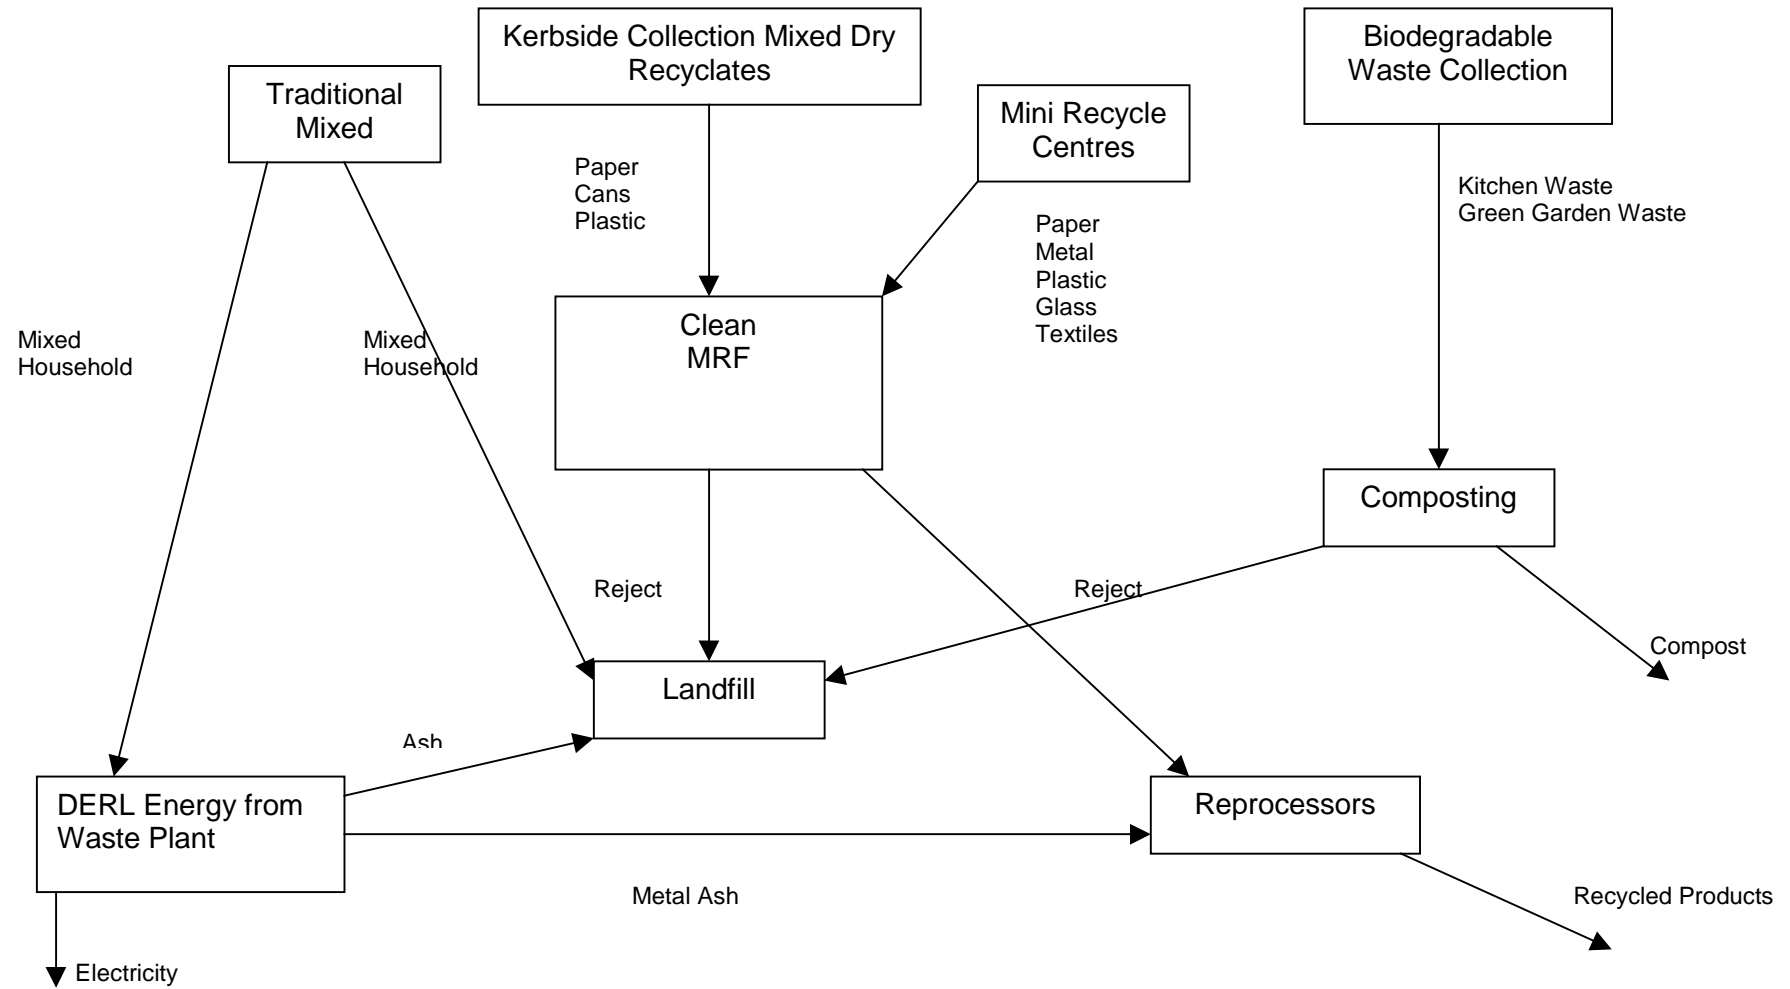 Kerbside Collection Mixed Dry
Recyclates
Biodegradable
Waste Collection
Traditional
Mixed
Mini Recycle
Centres
Paper
Cans
Plastic
Kitchen Waste
Green Garden Waste
Paper
Metal
Plastic
Glass
Textiles
Mixed
Household
Mixed
Household
Clean
MRF
Composting
Reject
Reject
Compost
Landfill
Ash
DERL Energy from
Waste Plant
Reprocessors
Metal Ash
Recycled Products
Electricity